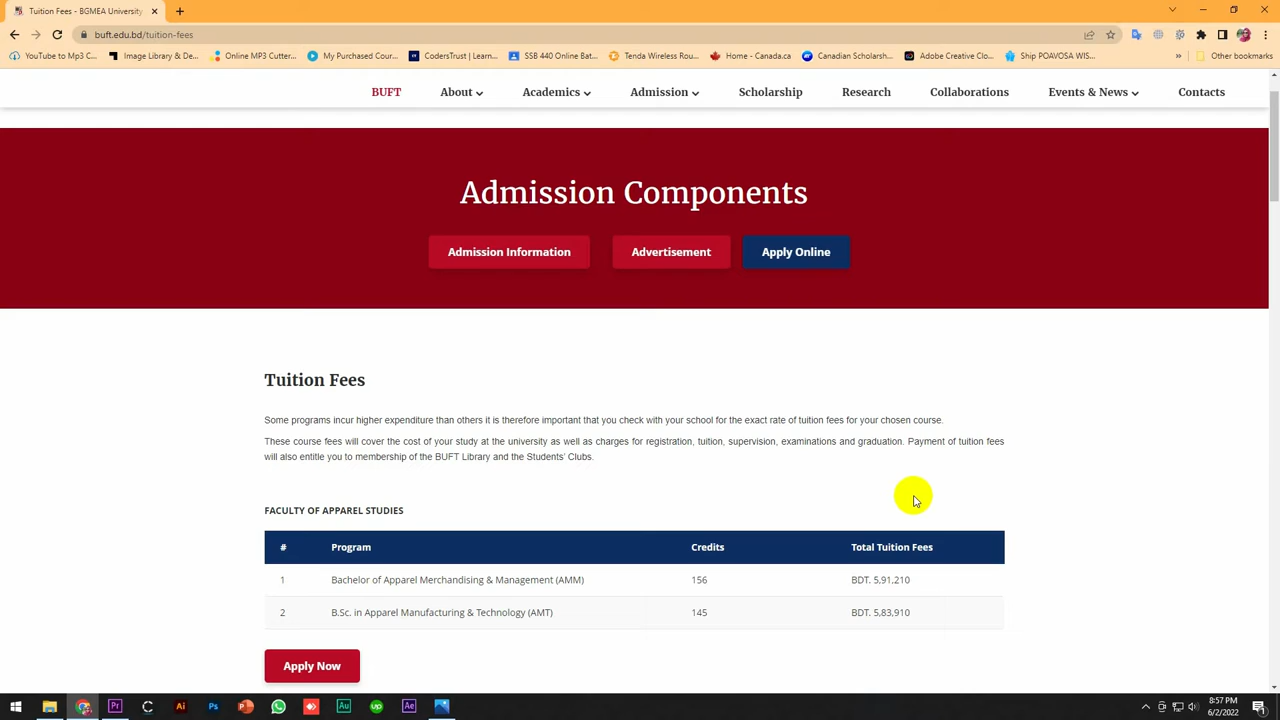 Tuition Fees - BGMEA University
buft.edu.bd/tuition-fees
YouTube to Mp3 C... Image Library & De... Online MP3 Cutter... My Purchased Cour... CodersTrust | Learn... SSB 440 Online Bat... Tenda Wireless Rou... Home - Canada.ca Canadian Scholarsh... Adobe Creative Clo... Ship POAVOSA WIS... » Other bookmarks
BUFT About Academics Admission Scholarship Research Collaborations Events & News Contacts
Admission Components
Admission Information Advertisement Apply Online
Tuition Fees
Some programs incur higher expenditure than others it is therefore important that you check with your school for the exact rate of tuition fees for your chosen course.
These course fees will cover the cost of your study at the university as well as charges for registration, tuition, supervision, examinations and graduation. Payment of tuition fees
will also entitle you to membership of the BUFT Library and the Students' Clubs.
FACULTY OF APPAREL STUDIES
# Program Credits Total Tuition Fees
1 Bachelor of Apparel Merchandising & Management (AMM) 156 BDT. 5,91,210
2 B.Sc. in Apparel Manufacturing & Technology (AMT) 145 BDT. 5,83,910
Apply Now
Pr C Ai Ps P Au up Ae
8:57 PM
6/2/2022